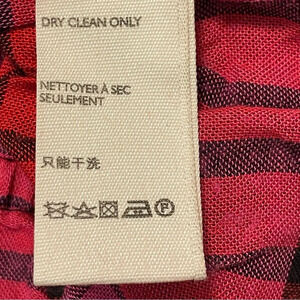 DRY CLEAN ONLY
NETTOYER À SEC
SEULEMENT
只能干洗
P